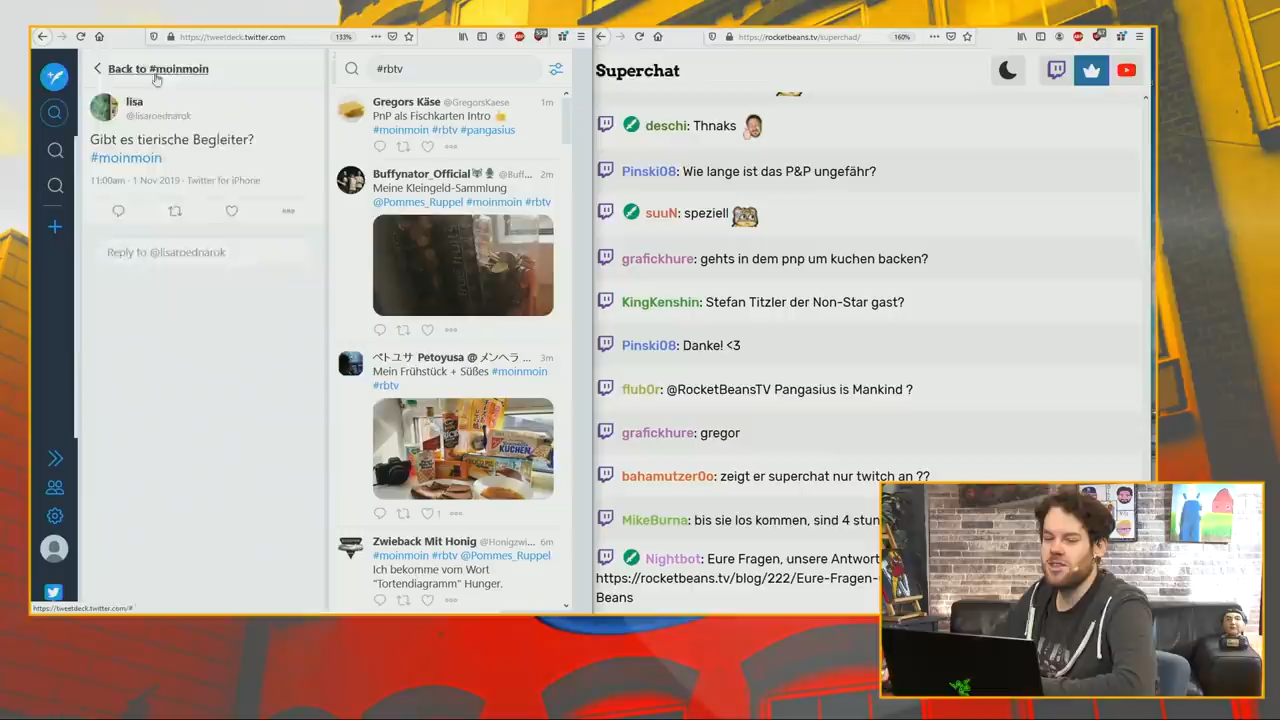 https://tweetdeck.twitter.com
133%
Back to #moinmoin
lisa
@lisaroednaruk
Gibt es tierische Begleiter?
#moinmoin
11:00am · 1 Nov 2019 · Twitter for iPhone
Reply to @lisaroednaruk
https://tweetdeck.twitter.com/#
#rbtv
Gregors Käse @GregorsKaese 1m
PnP als Fischkarten Intro
#moinmoin #rbtv #pangasius
Buffynator_Official @Buff... 2m
Meine Kleingeld-Sammlung
@Pommes_Ruppel #moinmoin #rbtv
ペトユサ Petoyusa @ メンヘラ ... 3m
Mein Frühstück + Süßes #moinmoin
#rbtv
KUCHEN
Zwieback Mit Honig @Honigzwi... 6m
#moinmoin #rbtv @Pommes_Ruppel
Ich bekomme vom Wort
"Tortendiagramm" Hunger.
https://rocketbeans.tv/superchad/
160%
Superchat
deschi: Thnaks
Pinski08: Wie lange ist das P&P ungefähr?
suuN: speziell
grafickhure: gehts in dem pnp um kuchen backen?
KingKenshin: Stefan Titzler der Non-Star gast?
Pinski08: Danke! <3
flub0r: @RocketBeansTV Pangasius is Mankind ?
grafickhure: gregor
bahamutzer0o: zeigt er superchat nur twitch an ??
MikeBurna: bis sie los kommen, sind 4 stun
Nightbot: Eure Fragen, unsere Antwort
https://rocketbeans.tv/blog/222/Eure-Fragen-
Beans